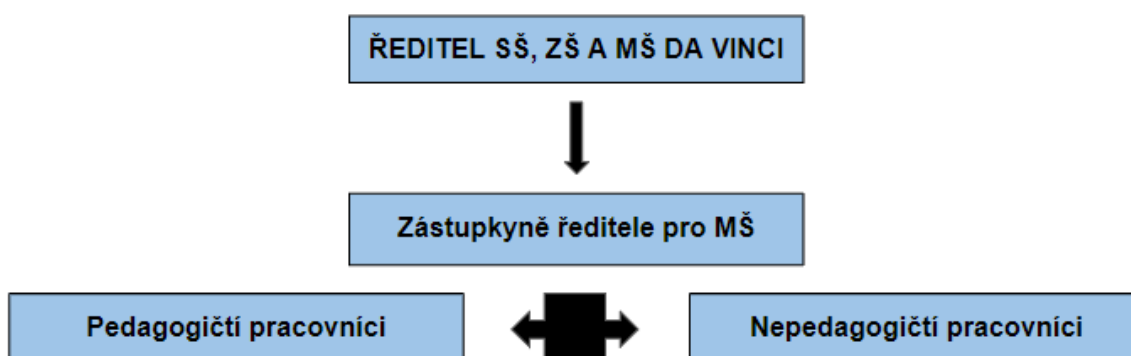 ŘEDITEL SŠ, ZŠ A MŠ DA VINCI
Zástupkyně ředitele pro MŠ
Pedagogičtí pracovníci
Nepedagogičtí pracovníci